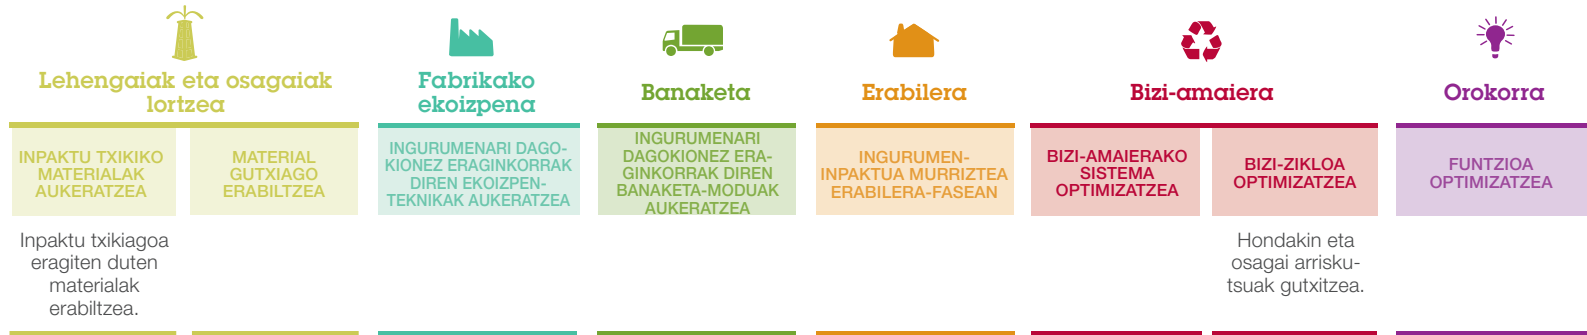 Lehengaiak eta osagaiak
lortzea
Fabrikako
ekoizpena
Banaketa
Erabilera
Bizi-amaiera
Orokorra
INPAKTU TXIKIKO
MATERIALAK
AUKERATZEA
MATERIAL
GUTXIAGO
ERABILTZEA
INGURUMENARI DAGO-
KIONEZ ERAGINKORRAK
DIREN EKOIZPEN-
TEKNIKAK AUKERATZEA
INGURUMENARI
DAGOKIONEZ ERA-
GINKORRAK DIREN
BANAKETA-MODUAK
AUKERATZEA
INGURUMEN-
INPAKTUA MURRIZTEA
ERABILERA-FASEAN
BIZI-AMAIERAKO
SISTEMA
OPTIMIZATZEA
BIZI-ZIKLOA
OPTIMIZATZEA
FUNTZIOA
OPTIMIZATZEA
Inpaktu txikiagoa
eragiten duten
materialak
erabiltzea.
Hondakin eta
osagai arrisku-
tsuak gutxitzea.